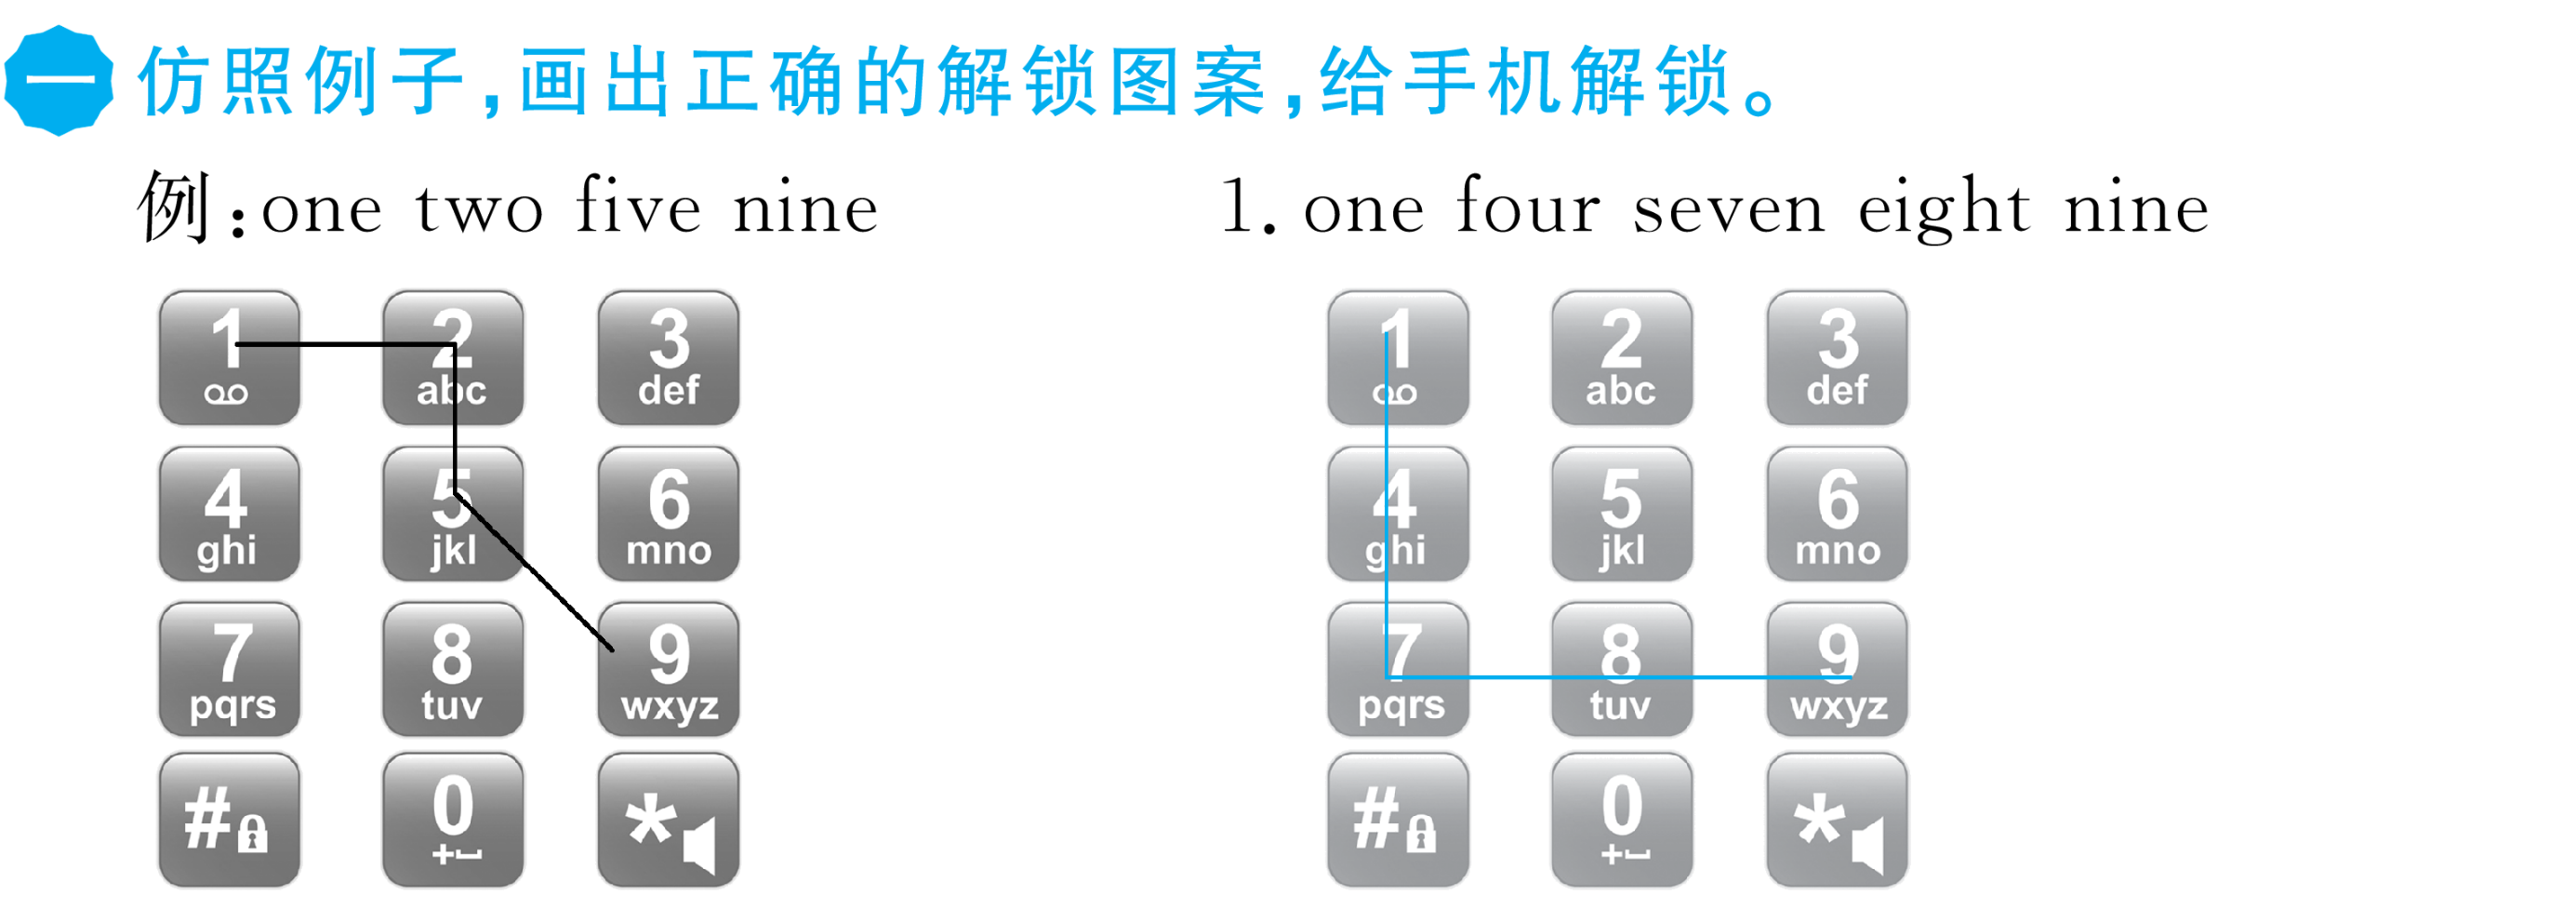 一 仿照例子,画出正确的解锁图案,给手机解锁。
例:one two five nine
1 2 abc 3 def
4 ghi 5 jkl 6 mno
7 pqrs 8 tuv 9 wxyz
# 0 + *
1. one four seven eight nine
1 2 abc 3 def
4 ghi 5 jkl 6 mno
7 pqrs 8 tuv 9 wxyz
# 0 + *